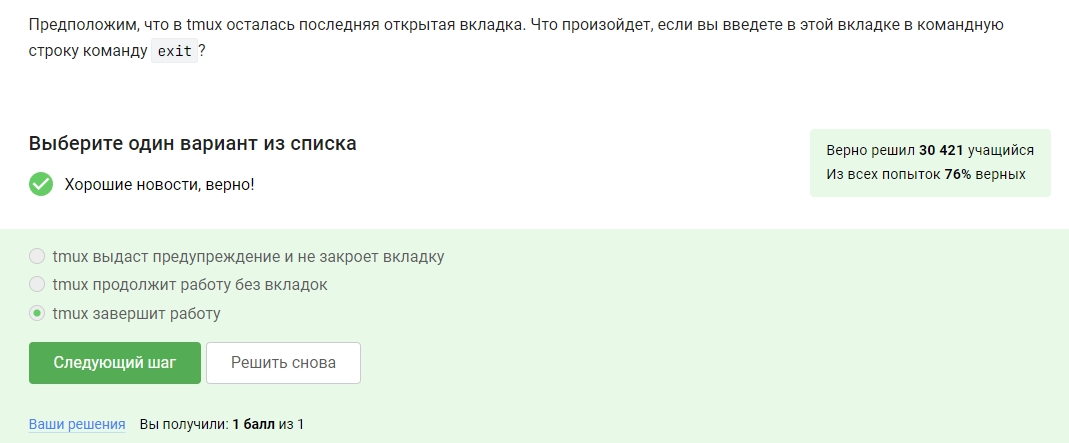 Предположим, что в tmux осталась последняя открытая вкладка. Что произойдет, если вы введете в этой вкладке в командную
строку команду exit ?
Выберите один вариант из списка
Хорошие новости, верно!
Верно решил 30 421 учащийся
Из всех попыток 76% верных
tmux выдаст предупреждение и не закроет вкладку
tmux продолжит работу без вкладок
tmux завершит работу
Следующий шаг
Решить снова
Ваши решения Вы получили: 1 балл из 1